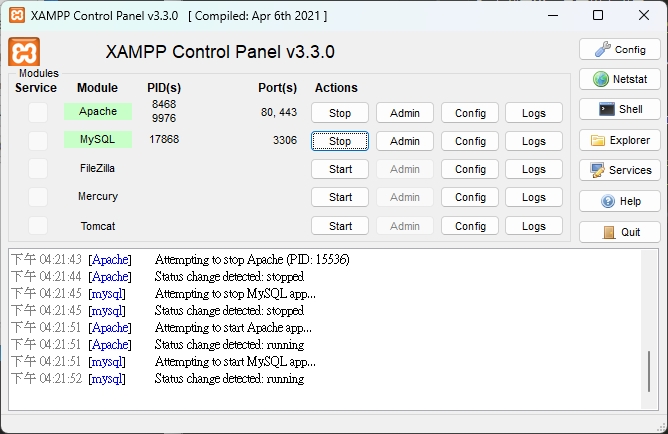 XAMPP Control Panel v3.3.0 [ Compiled: Apr 6th 2021 ]
XAMPP Control Panel v3.3.0
Config
Modules
Service Module PID(s) Port(s) Actions
Netstat
Apache 8468 9976 80, 443 Stop Admin Config Logs
Shell
MySQL 17868 3306 Stop Admin Config Logs
Explorer
FileZilla Start Admin Config Logs
Services
Mercury Start Admin Config Logs
Help
Tomcat Start Admin Config Logs
Quit
下午 04:21:43 [Apache] Attempting to stop Apache (PID: 15536)
下午 04:21:44 [Apache] Status change detected: stopped
下午 04:21:45 [mysql] Attempting to stop MySQL app...
下午 04:21:45 [mysql] Status change detected: stopped
下午 04:21:51 [Apache] Attempting to start Apache app...
下午 04:21:51 [Apache] Status change detected: running
下午 04:21:51 [mysql] Attempting to start MySQL app...
下午 04:21:52 [mysql] Status change detected: running